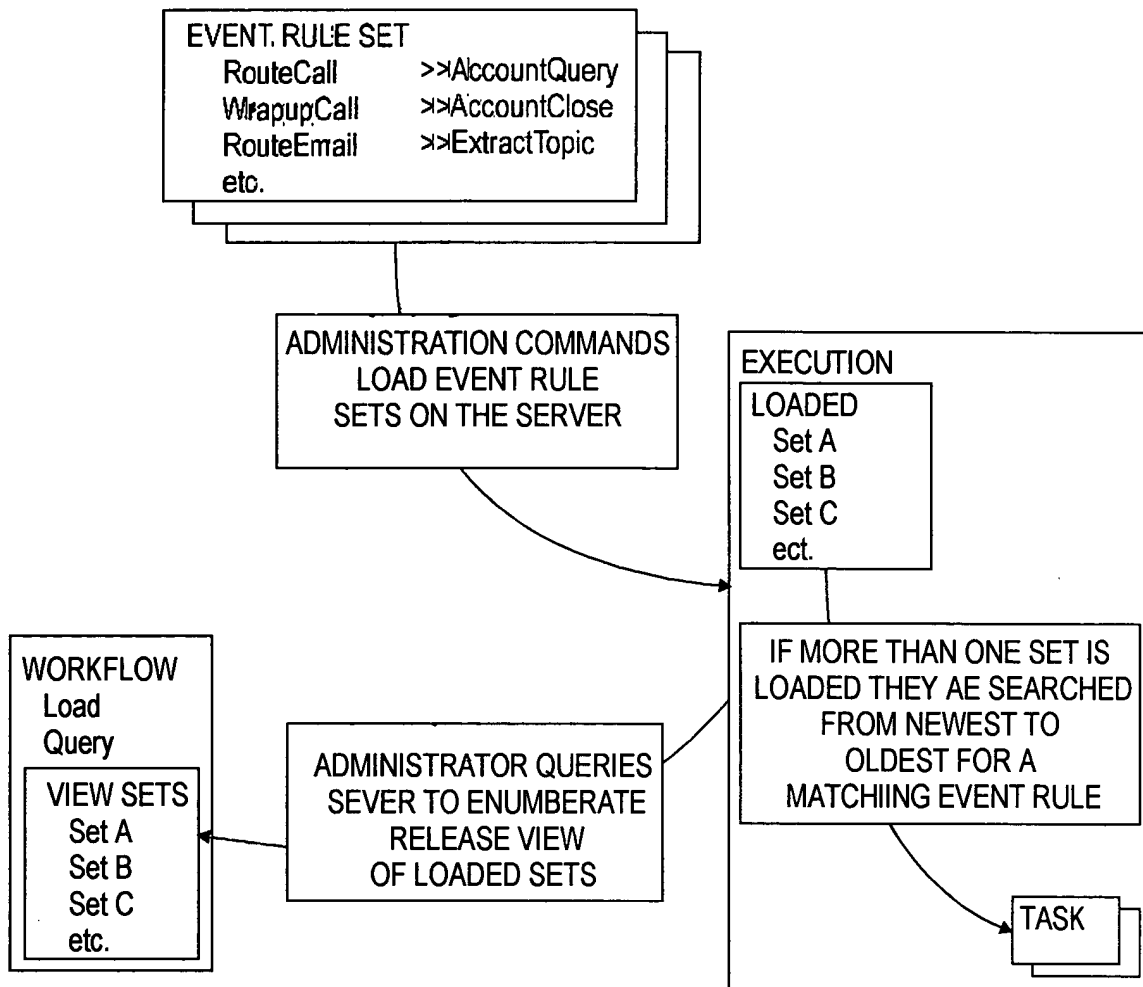 EVENT. RULE SET
RouteCall >>AccountQuery
WrapupCall >>AccountClose
RouteEmail >>ExtractTopic
etc.
ADMINISTRATION COMMANDS
LOAD EVENT RULE
SETS ON THE SERVER
EXECUTION
LOADED
Set A
Set B
Set C
ect.
IF MORE THAN ONE SET IS
LOADED THEY AE SEARCHED
FROM NEWEST TO
OLDEST FOR A
MATCHIING EVENT RULE
WORKFLOW
Load
Query
VIEW SETS
Set A
Set B
Set C
etc.
ADMINISTRATOR QUERIES
SEVER TO ENUMBERATE
RELEASE VIEW
OF LOADED SETS
TASK